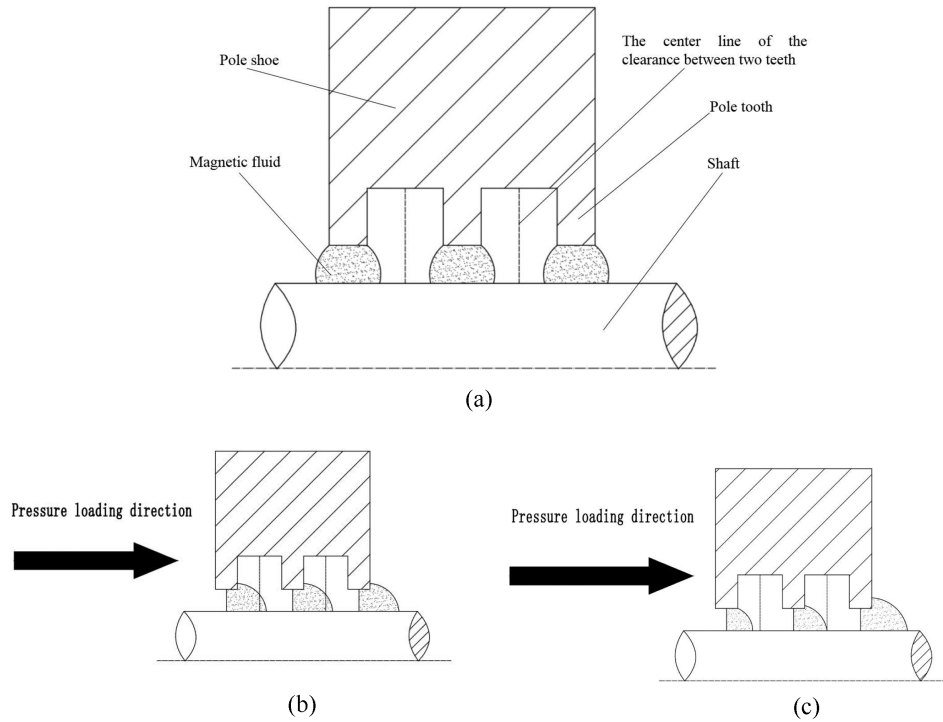 The center line of the
clearance between two teeth
Pole shoe
Pole tooth
Magnetic fluid
Shaft
(a)
Pressure loading direction
Pressure loading direction
(b)
(c)